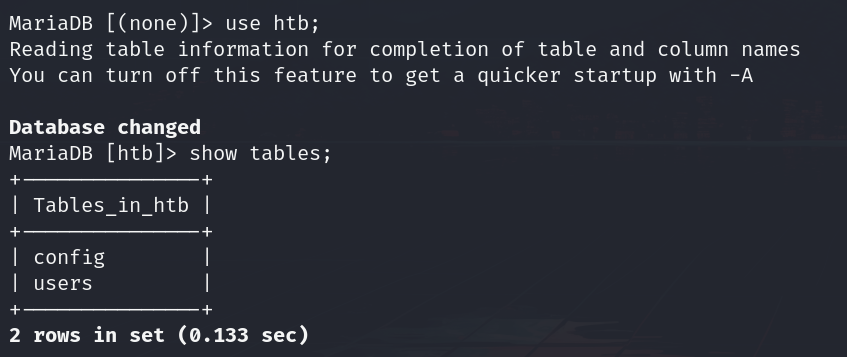 MariaDB [(none)]> use htb;
Reading table information for completion of table and column names
You can turn off this feature to get a quicker startup with -A
Database changed
MariaDB [htb]> show tables;
+---------------+
| Tables_in_htb |
+---------------+
| config        |
| users         |
+---------------+
2 rows in set (0.133 sec)